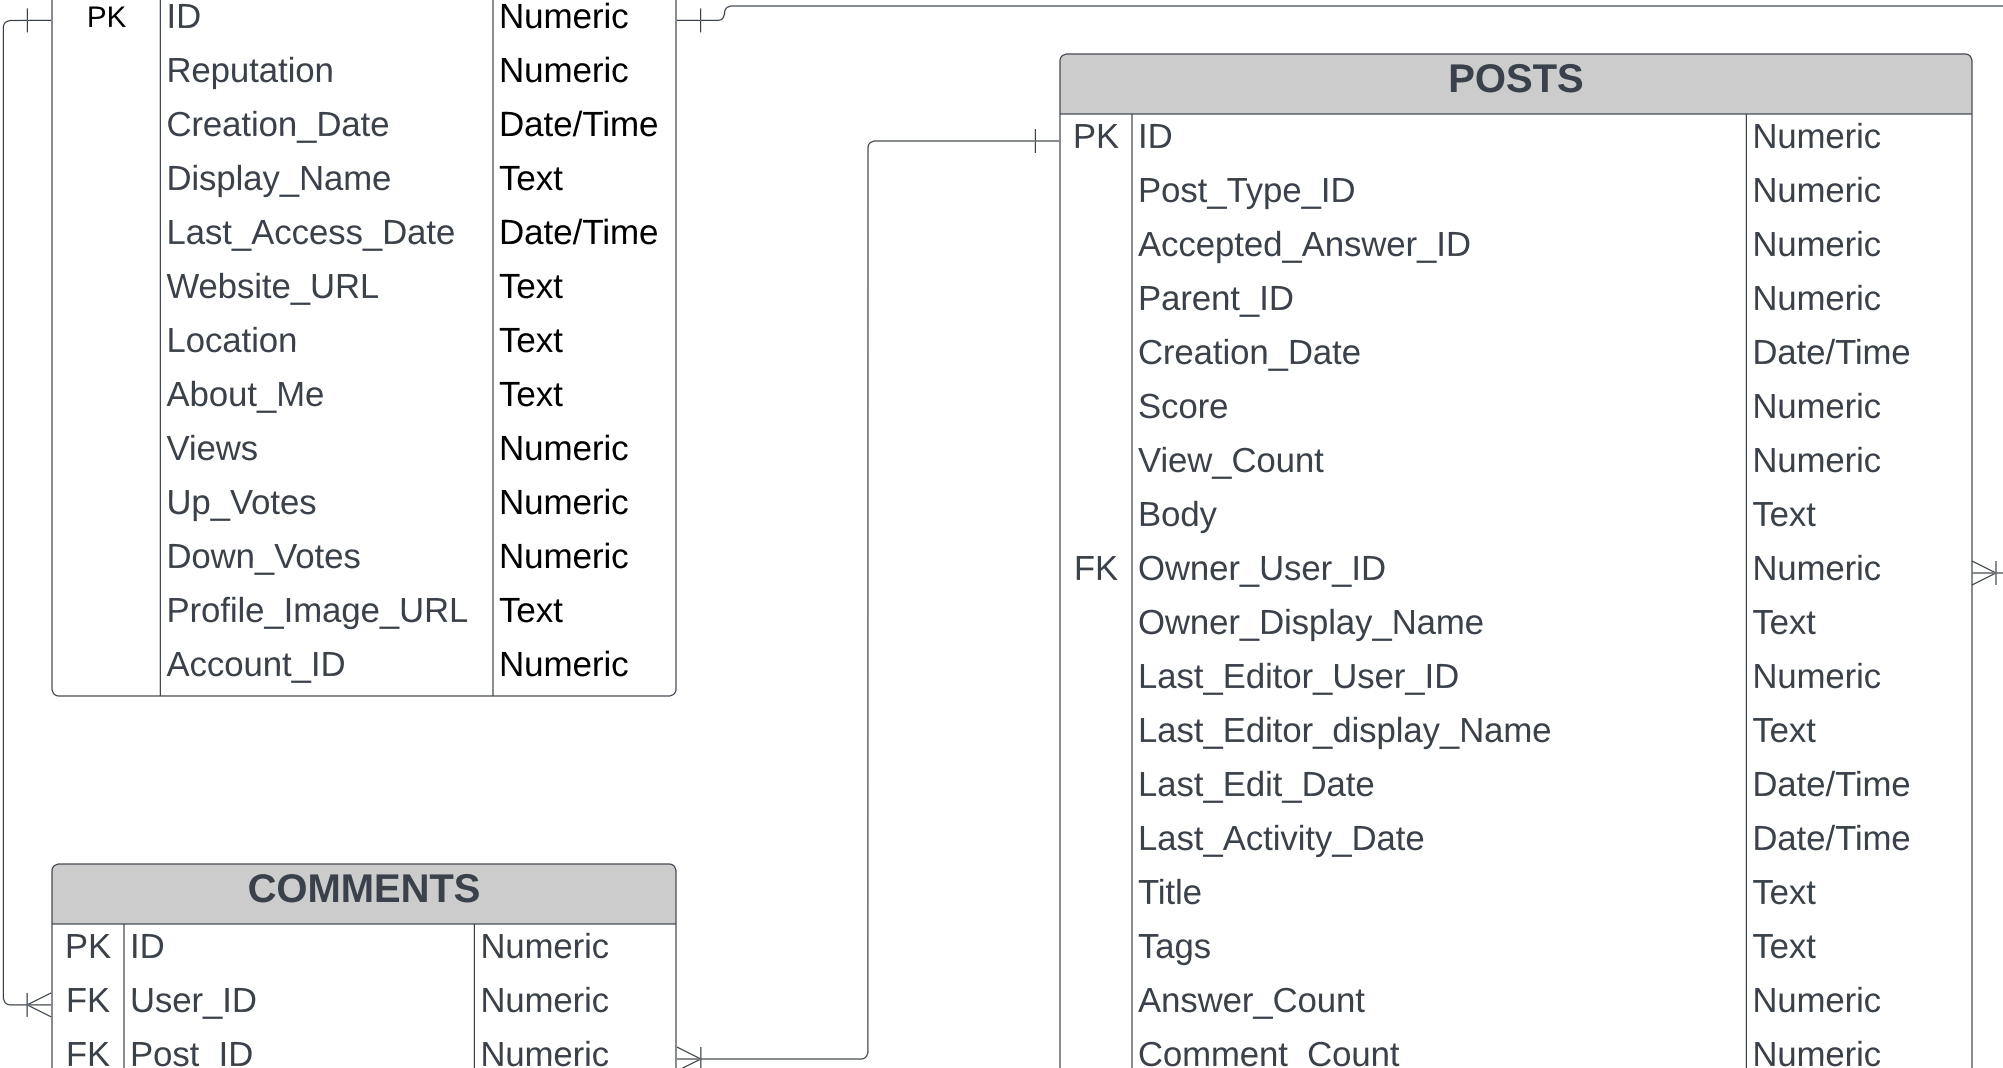 PK ID Numeric
Reputation Numeric
Creation_Date Date/Time
Display_Name Text
Last_Access_Date Date/Time
Website_URL Text
Location Text
About_Me Text
Views Numeric
Up_Votes Numeric
Down_Votes Numeric
Profile_Image_URL Text
Account_ID Numeric
COMMENTS
PK ID Numeric
FK User_ID Numeric
FK Post_ID Numeric
POSTS
PK ID Numeric
Post_Type_ID Numeric
Accepted_Answer_ID Numeric
Parent_ID Numeric
Creation_Date Date/Time
Score Numeric
View_Count Numeric
Body Text
FK Owner_User_ID Numeric
Owner_Display_Name Text
Last_Editor_User_ID Numeric
Last_Editor_display_Name Text
Last_Edit_Date Date/Time
Last_Activity_Date Date/Time
Title Text
Tags Text
Answer_Count Numeric
Comment_Count Numeric